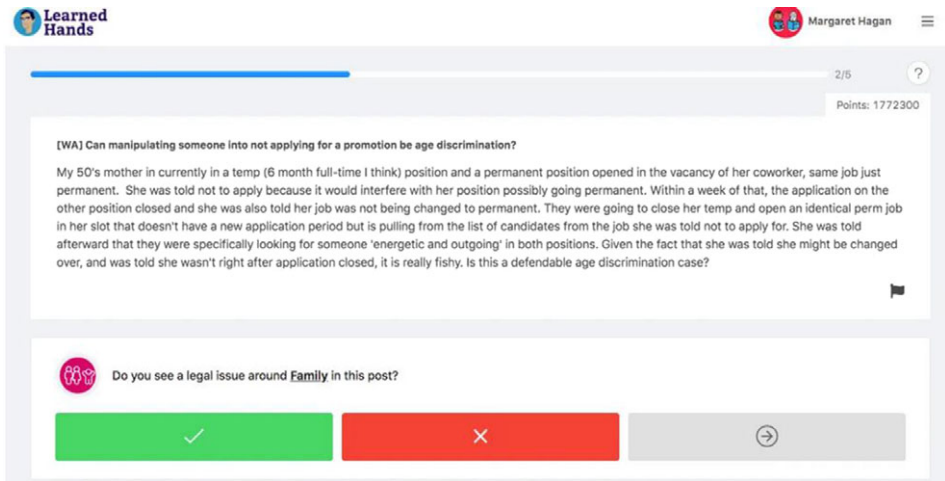 Learned
Hands
Margaret Hagan
2/5
?
Points: 1772300
[WA] Can manipulating someone into not applying for a promotion be age discrimination?
My 50's mother in currently in a temp (6 month full-time I think) position and a permanent position opened in the vacancy of her coworker, same job just
permanent. She was told not to apply because it would interfere with her position possibly going permanent. Within a week of that, the application on the
other position closed and she was also told her job was not being changed to permanent. They were going to close her temp and open an identical perm job
in her slot that doesn't have a new application period but is pulling from the list of candidates from the job she was told not to apply for. She was told
afterward that they were specifically looking for someone 'energetic and outgoing' in both positions. Given the fact that she was told she might be changed
over, and was told she wasn't right after application closed, it is really fishy. Is this a defendable age discrimination case?
Do you see a legal issue around Family in this post?